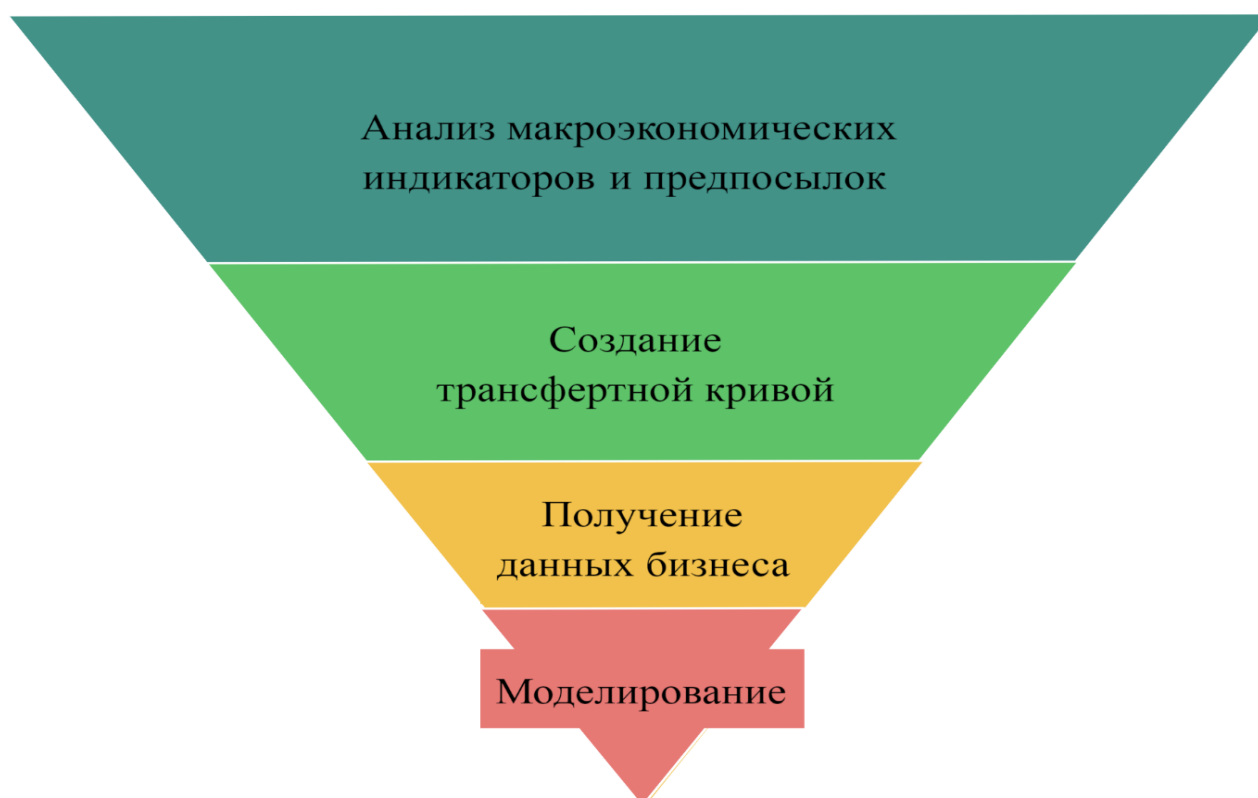 Анализ макроэкономических
индикаторов и предпосылок
Создание
трансфертной кривой
Получение
данных бизнеса
Моделирование